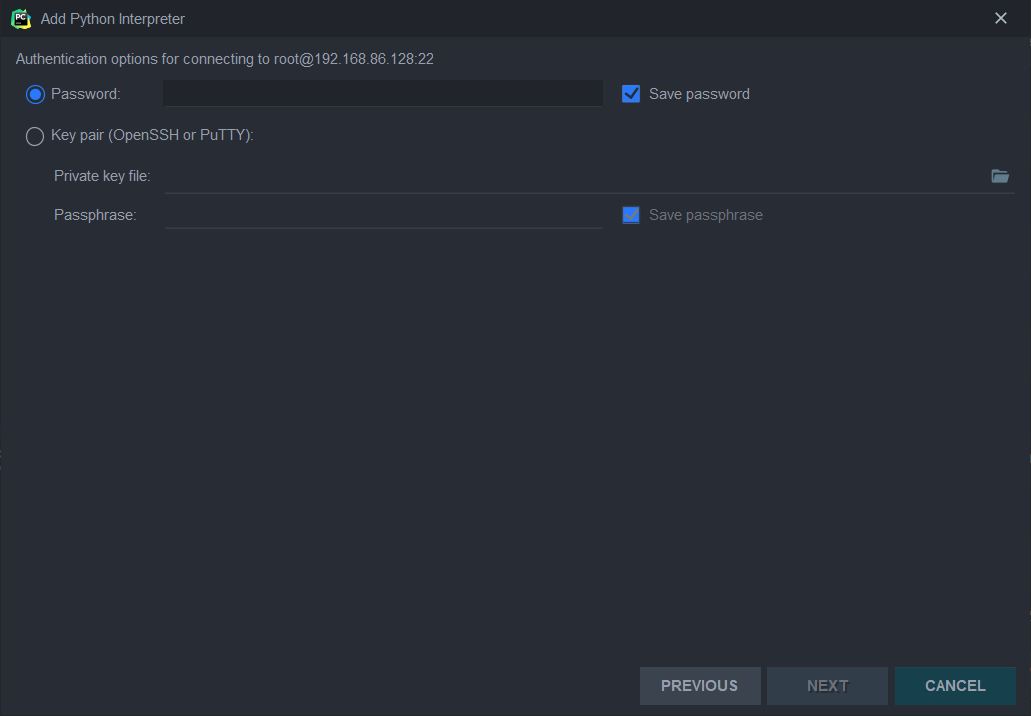 PC
Add Python Interpreter
Authentication options for connecting to root@192.168.86.128:22
Password:
Save password
Key pair (OpenSSH or PuTTY):
Private key file:
Passphrase:
Save passphrase
PREVIOUS
NEXT
CANCEL